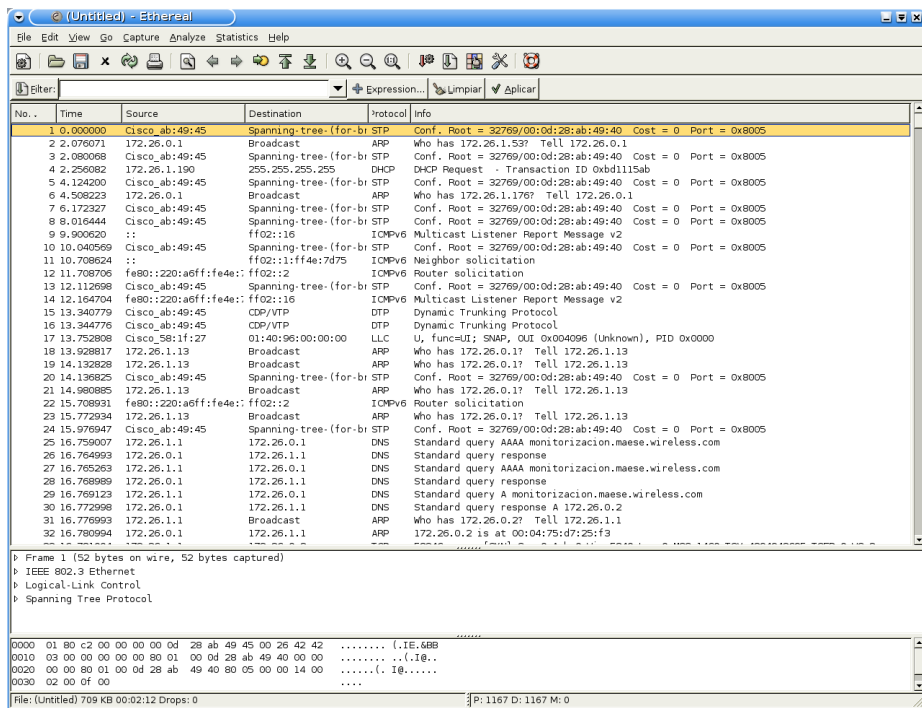 (Untitled) - Ethereal
File Edit View Go Capture Analyze Statistics Help
Filter: Expression... Limpiar Aplicar
No. . Time Source Destination Protocol Info
1 0.000000 Cisco_ab:49:45 Spanning-tree-(for-br STP Conf. Root = 32769/00:0d:28:ab:49:40 Cost = 0 Port = 0x8005
2 2.076071 172.26.0.1 Broadcast ARP Who has 172.26.1.53? Tell 172.26.0.1
3 2.080068 Cisco_ab:49:45 Spanning-tree-(for-br STP Conf. Root = 32769/00:0d:28:ab:49:40 Cost = 0 Port = 0x8005
4 2.256082 172.26.1.190 255.255.255.255 DHCP DHCP Request - Transaction ID 0xbd1115ab
5 4.124200 Cisco_ab:49:45 Spanning-tree-(for-br STP Conf. Root = 32769/00:0d:28:ab:49:40 Cost = 0 Port = 0x8005
6 4.508223 172.26.0.1 Broadcast ARP Who has 172.26.1.176? Tell 172.26.0.1
7 6.172327 Cisco_ab:49:45 Spanning-tree-(for-br STP Conf. Root = 32769/00:0d:28:ab:49:40 Cost = 0 Port = 0x8005
8 8.016444 Cisco_ab:49:45 Spanning-tree-(for-br STP Conf. Root = 32769/00:0d:28:ab:49:40 Cost = 0 Port = 0x8005
9 9.900620 :: ff02::16 ICMPv6 Multicast Listener Report Message v2
10 10.040569 Cisco_ab:49:45 Spanning-tree-(for-br STP Conf. Root = 32769/00:0d:28:ab:49:40 Cost = 0 Port = 0x8005
11 10.708624 :: ff02::1:ff4e:7d75 ICMPv6 Neighbor solicitation
12 11.708706 fe80::220:a6ff:fe4e:7 ff02::2 ICMPv6 Router solicitation
13 12.112698 Cisco_ab:49:45 Spanning-tree-(for-br STP Conf. Root = 32769/00:0d:28:ab:49:40 Cost = 0 Port = 0x8005
14 12.164704 fe80::220:a6ff:fe4e:7 ff02::16 ICMPv6 Multicast Listener Report Message v2
15 13.340779 Cisco_ab:49:45 CDP/VTP DTP Dynamic Trunking Protocol
16 13.344776 Cisco_ab:49:45 CDP/VTP DTP Dynamic Trunking Protocol
17 13.752808 Cisco_58:1f:27 01:40:96:00:00:00 LLC U, func=UI; SNAP, OUI 0x004096 (Unknown), PID 0x0000
18 13.928817 172.26.1.13 Broadcast ARP Who has 172.26.0.1? Tell 172.26.1.13
19 14.132828 172.26.1.13 Broadcast ARP Who has 172.26.0.1? Tell 172.26.1.13
20 14.136825 Cisco_ab:49:45 Spanning-tree-(for-br STP Conf. Root = 32769/00:0d:28:ab:49:40 Cost = 0 Port = 0x8005
21 14.980885 172.26.1.13 Broadcast ARP Who has 172.26.0.1? Tell 172.26.1.13
22 15.708931 fe80::220:a6ff:fe4e:7 ff02::2 ICMPv6 Router solicitation
23 15.772934 172.26.1.13 Broadcast ARP Who has 172.26.0.1? Tell 172.26.1.13
24 15.976947 Cisco_ab:49:45 Spanning-tree-(for-br STP Conf. Root = 32769/00:0d:28:ab:49:40 Cost = 0 Port = 0x8005
25 16.759007 172.26.1.1 172.26.0.1 DNS Standard query AAAA monitorizacion.maese.wireless.com
26 16.764993 172.26.0.1 172.26.1.1 DNS Standard query response
27 16.765263 172.26.1.1 172.26.0.1 DNS Standard query AAAA monitorizacion.maese.wireless.com
28 16.768989 172.26.0.1 172.26.1.1 DNS Standard query response
29 16.769123 172.26.1.1 172.26.0.1 DNS Standard query A monitorizacion.maese.wireless.com
30 16.772998 172.26.0.1 172.26.1.1 DNS Standard query response A 172.26.0.2
31 16.776993 172.26.1.1 Broadcast ARP Who has 172.26.0.2? Tell 172.26.1.1
32 16.780994 172.26.0.1 172.26.1.1 ARP 172.26.0.2 is at 00:04:75:d7:25:f3
Frame 1 (52 bytes on wire, 52 bytes captured)
IEEE 802.3 Ethernet
Logical-Link Control
Spanning Tree Protocol
0000 01 80 c2 00 00 00 00 0d 28 ab 49 45 00 26 42 42 ........ (.IE.&BB
0010 03 00 00 00 00 00 80 01 00 0d 28 ab 49 40 00 00 ........ ..(.I@..
0020 00 00 80 01 00 0d 28 ab 49 40 80 05 00 00 14 00 ......(. I@......
0030 02 00 0f 00 ....
File: (Untitled) 709 KB 00:02:12 Drops: 0 P: 1167 D: 1167 M: 0